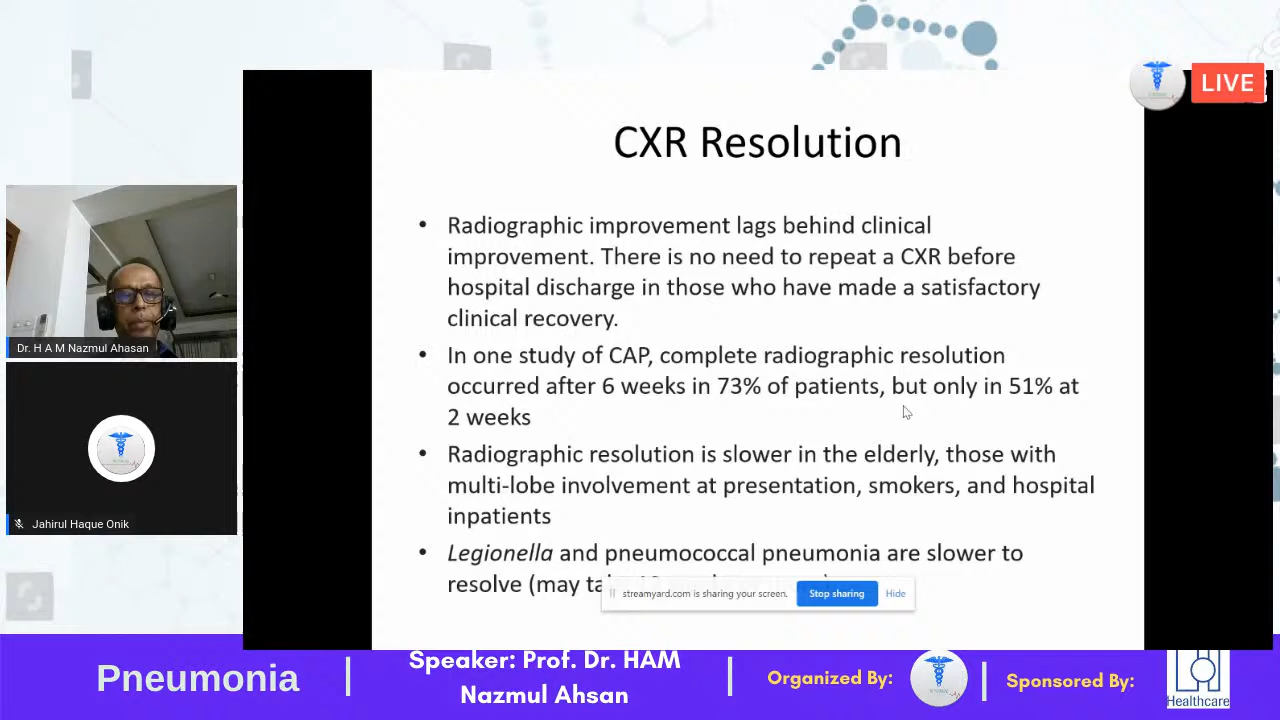 LIVE
CXR Resolution
• Radiographic improvement lags behind clinical
improvement. There is no need to repeat a CXR before
hospital discharge in those who have made a satisfactory
clinical recovery.
• In one study of CAP, complete radiographic resolution
occurred after 6 weeks in 73% of patients, but only in 51% at
2 weeks
• Radiographic resolution is slower in the elderly, those with
multi-lobe involvement at presentation, smokers, and hospital
inpatients
• Legionella and pneumococcal pneumonia are slower to
resolve (may
streamyard.com is sharing your screen. Stop sharing Hide
Dr. H A M Nazmul Ahasan
Jahirul Haque Onik
Pneumonia
Speaker: Prof. Dr. HAM
Nazmul Ahsan
Organized By:
Sponsored By:
Healthcare